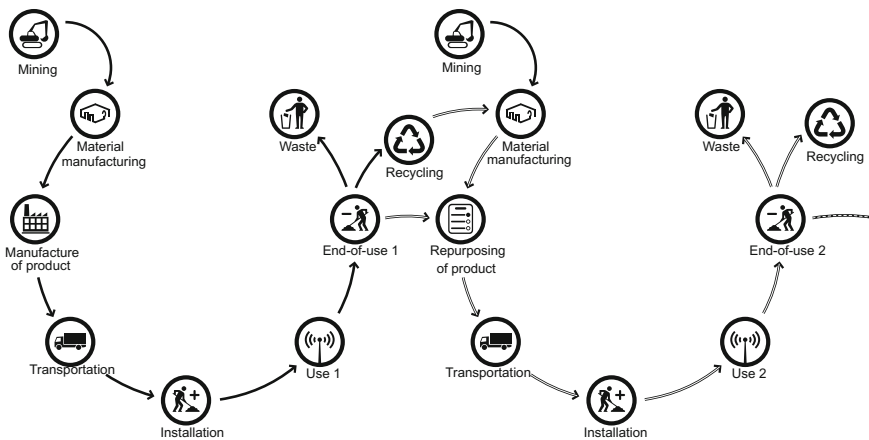 Mining
Material
manufacturing
Manufacture
of product
Transportation
Installation
Use 1
End-of-use 1
Waste
Recycling
Mining
Material
manufacturing
Repurposing
of product
Transportation
Installation
Use 2
End-of-use 2
Waste
Recycling